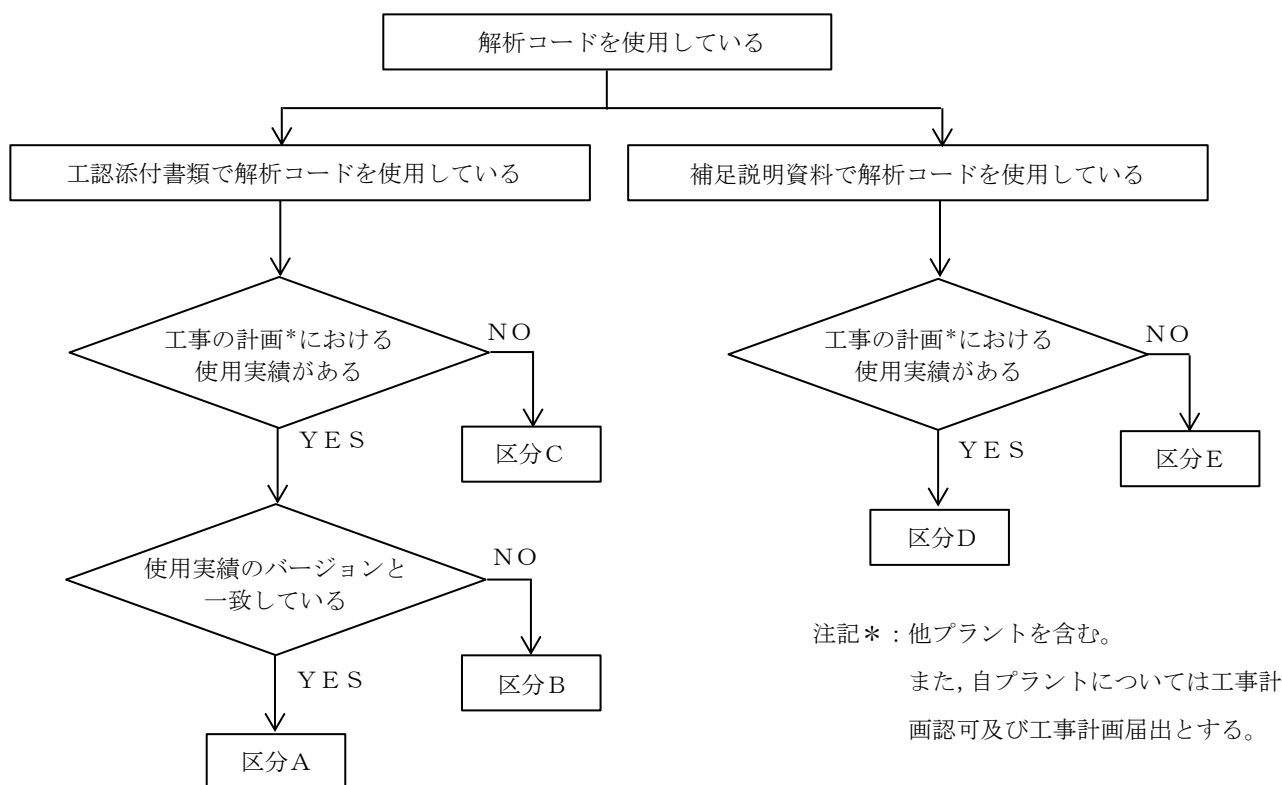 解析コードを使用している
工認添付書類で解析コードを使用している
補足説明資料で解析コードを使用している
工事の計画*における
使用実績がある
NO
YES
区分C
使用実績のバージョンと
一致している
NO
YES
区分B
区分A
工事の計画*における
使用実績がある
NO
YES
区分E
区分D
注記*:他プラントを含む。
また,自プラントについては工事計
画認可及び工事計画届出とする。